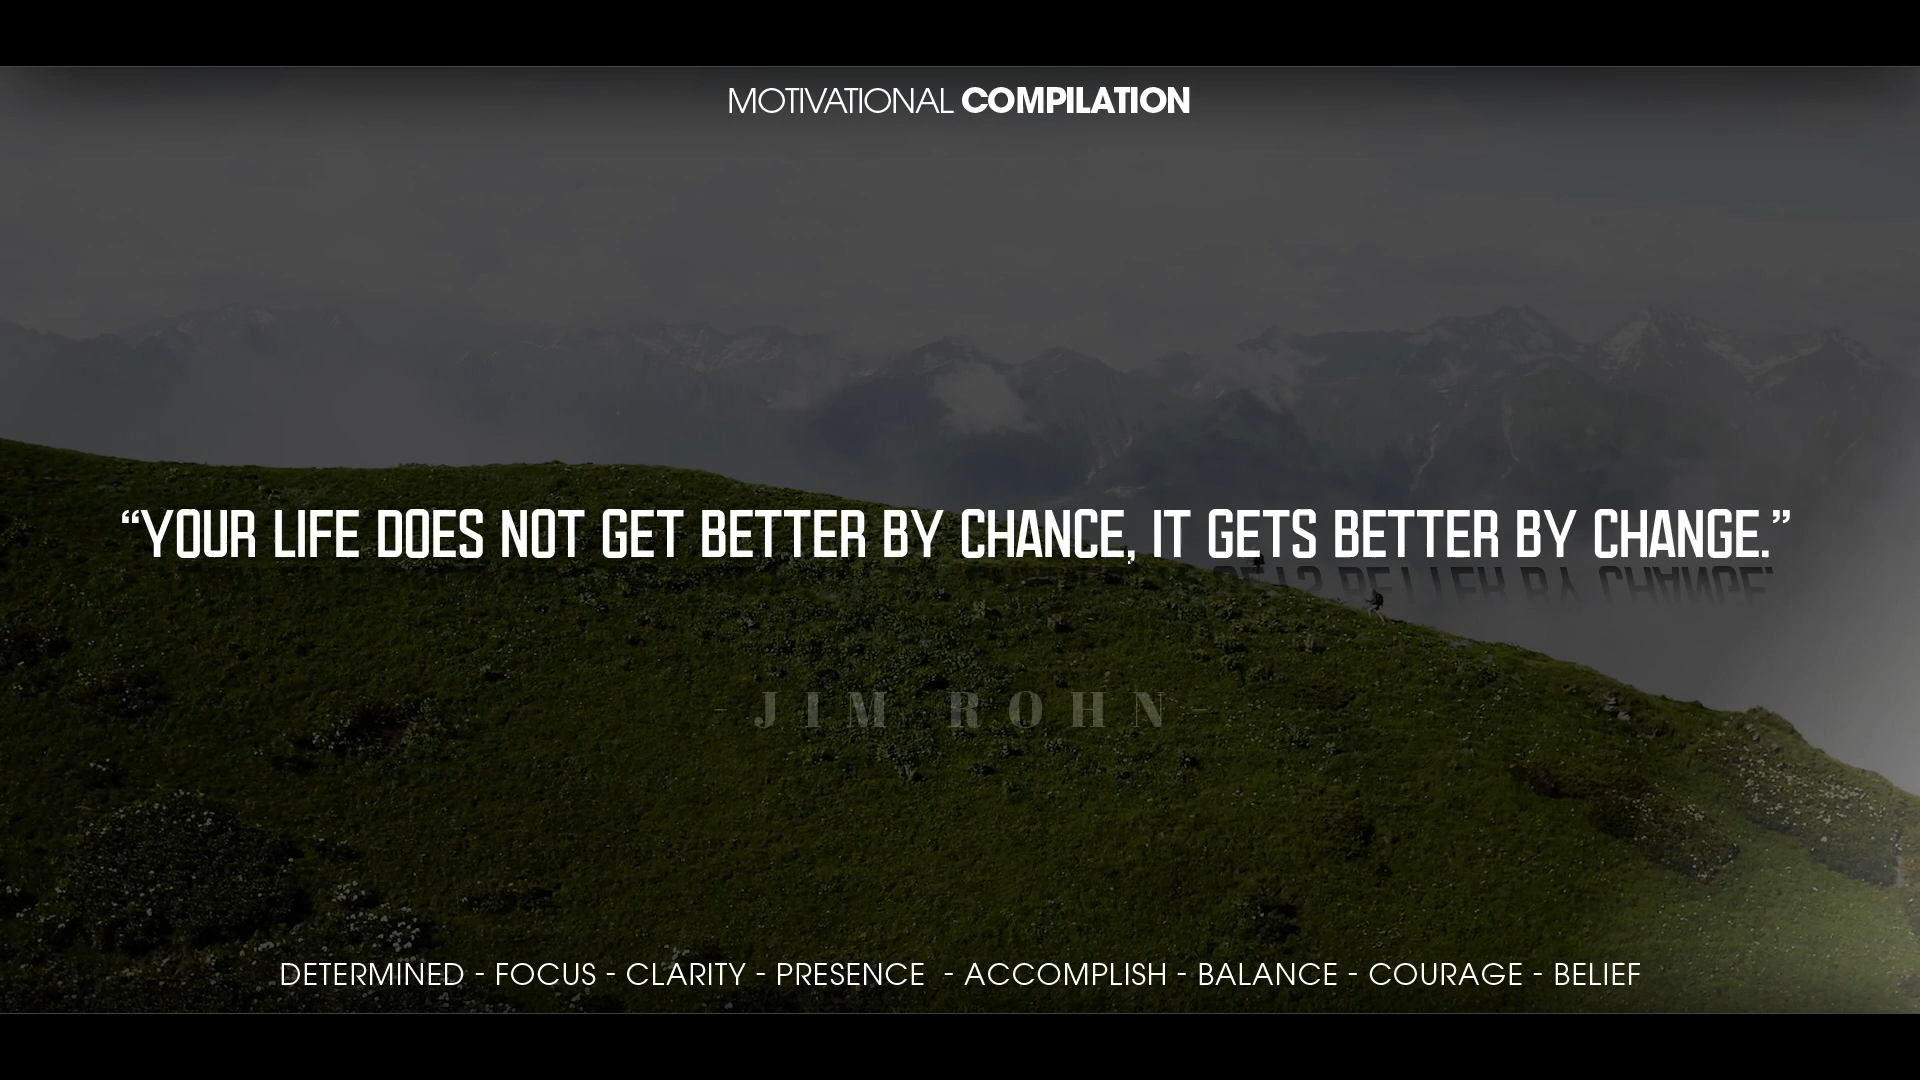 MOTIVATIONAL COMPILATION
“YOUR LIFE DOES NOT GET BETTER BY CHANCE, IT GETS BETTER BY CHANGE.”
- JIM ROHN -
DETERMINED - FOCUS - CLARITY - PRESENCE - ACCOMPLISH - BALANCE - COURAGE - BELIEF